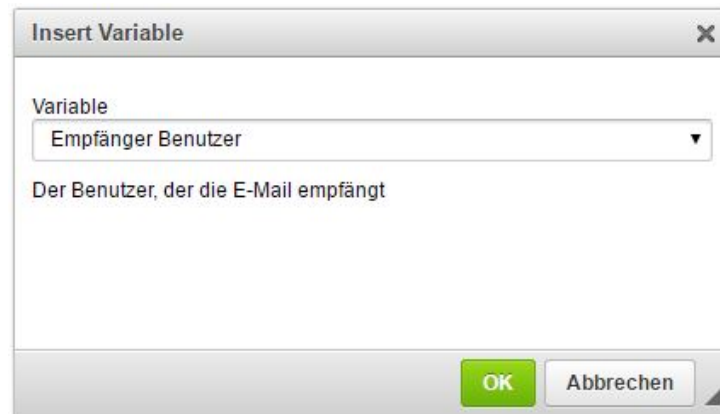 Insert Variable
Variable
Empfänger Benutzer
Der Benutzer, der die E-Mail empfängt
OK
Abbrechen